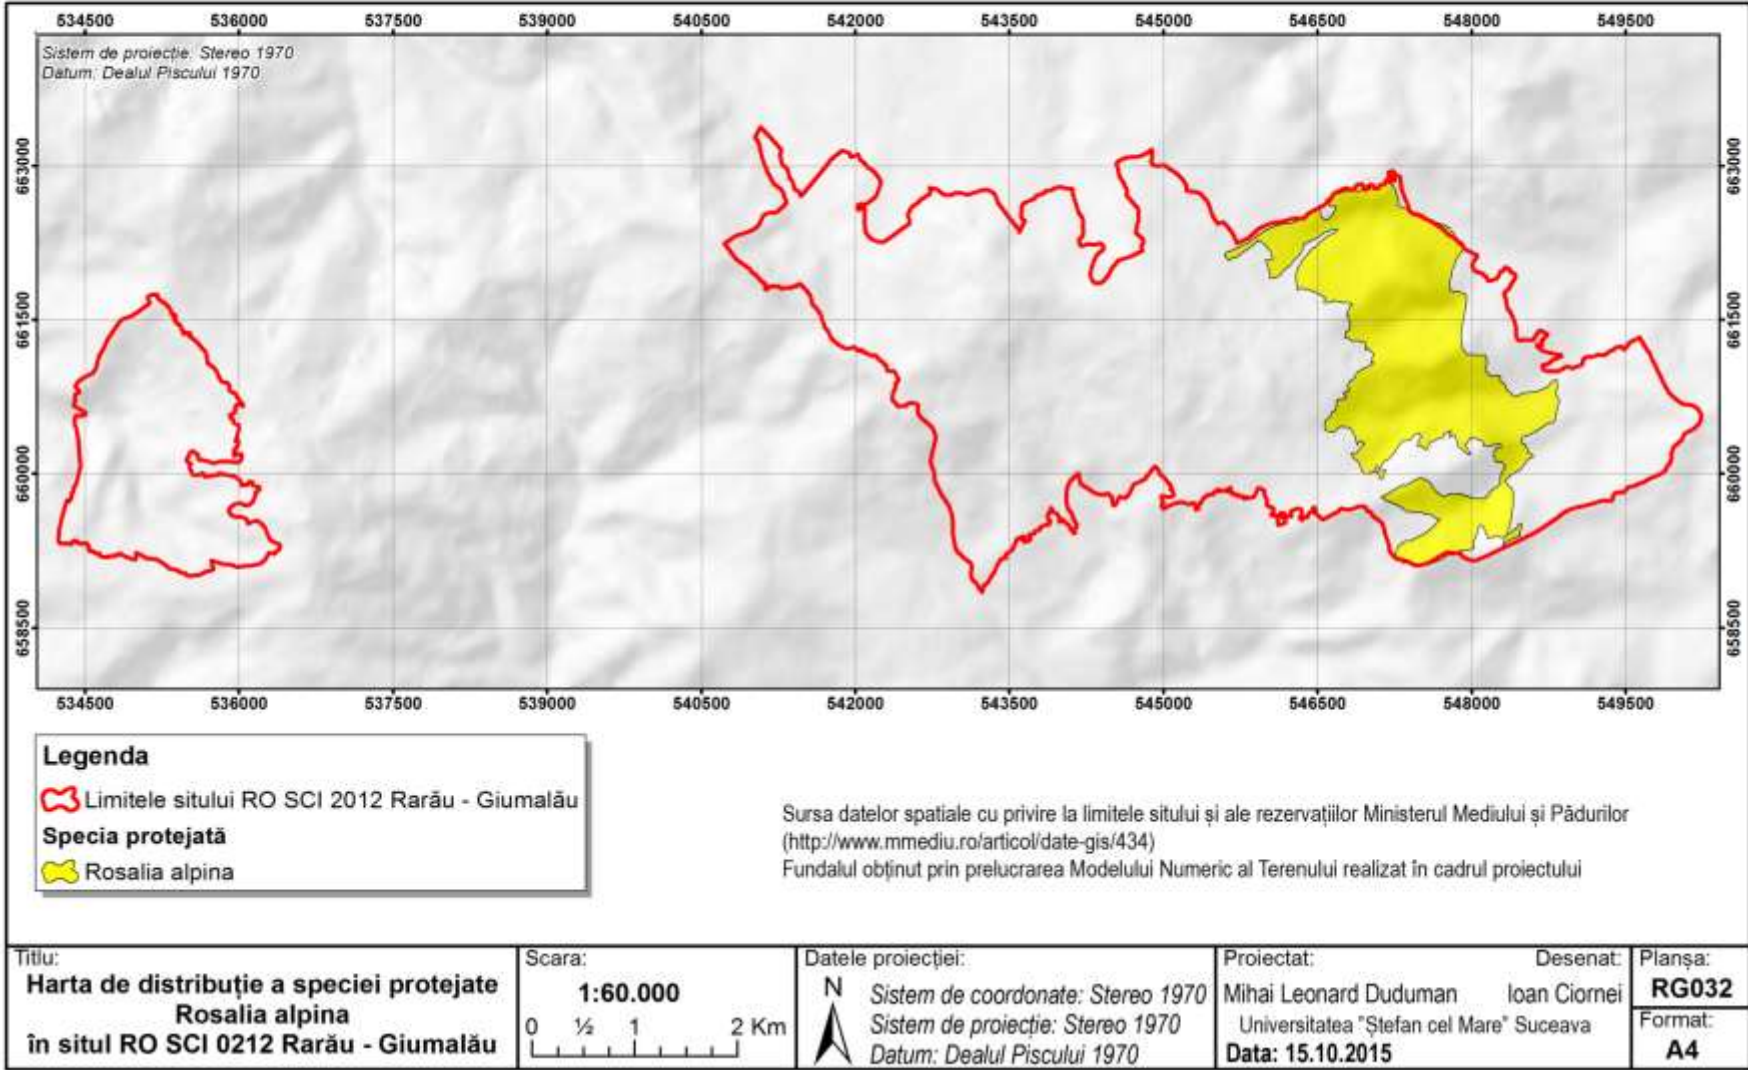 534500 536000 537500 539000 540500 542000 543500 545000 546500 548000 549500
Sistem de proiecție: Stereo 1970
Datum: Dealul Piscului 1970
663000 663000
661500 661500
660000 660000
658500 658500
534500 536000 537500 539000 540500 542000 543500 545000 546500 548000 549500
Legenda
Limitele sitului RO SCI 2012 Rarău - Giumalău
Specia protejată
Rosalia alpina
Sursa datelor spatiale cu privire la limitele sitului și ale rezervațiilor Ministerul Mediului și Pădurilor
(http://www.mmediu.ro/articol/date-gis/434)
Fundalul obținut prin prelucrarea Modelului Numeric al Terenului realizat în cadrul proiectului
Titlu:
Harta de distribuție a speciei protejate
Rosalia alpina
în situl RO SCI 0212 Rarău - Giumalău
Scara:
1:60.000
0 ½ 1 2 Km
Datele proiecției:
N
Sistem de coordonate: Stereo 1970
Sistem de proiecție: Stereo 1970
Datum: Dealul Piscului 1970
Proiectat: Desenat:
Mihai Leonard Duduman Ioan Ciornei
Universitatea "Ștefan cel Mare" Suceava
Data: 15.10.2015
Planșa:
RG032
Format:
A4